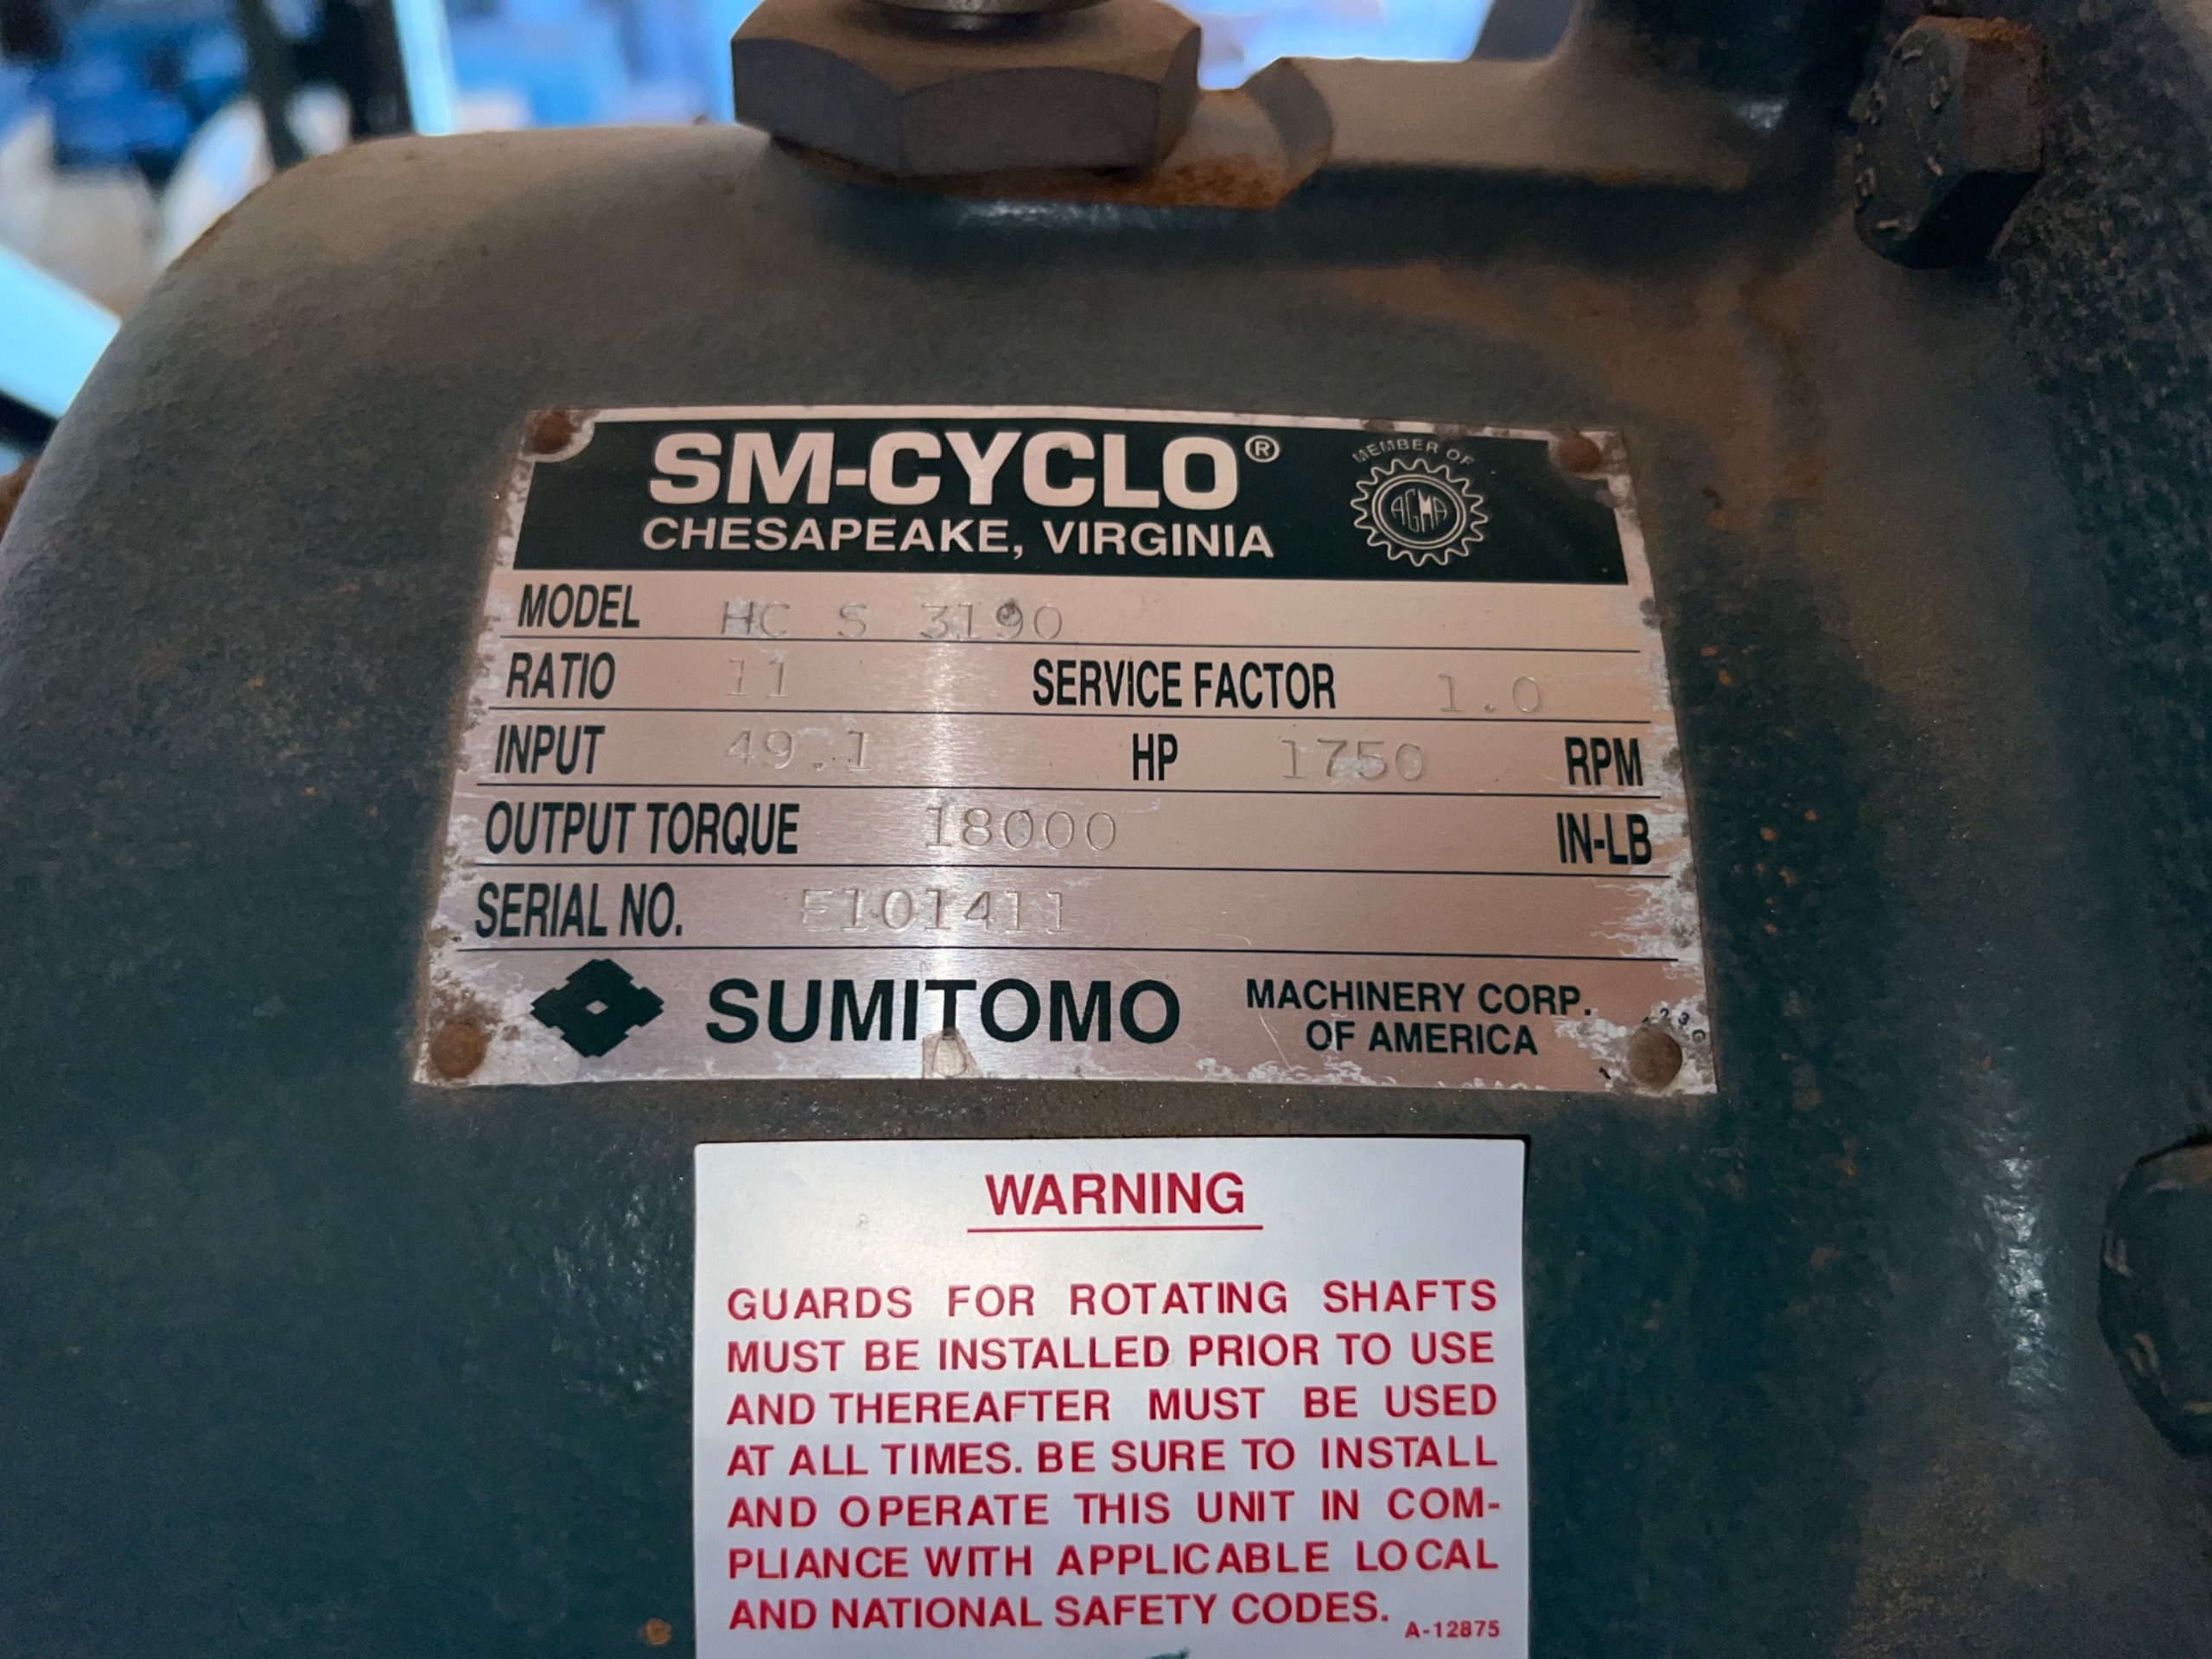 SM-CYCLO®
CHESAPEAKE, VIRGINIA
MEMBER OF
AGMA
MODEL HC S 3190
RATIO 11 SERVICE FACTOR 1.0
INPUT 49.1 HP 1750 RPM
OUTPUT TORQUE 18000 IN-LB
SERIAL NO. E101411
SUMITOMO MACHINERY CORP.
OF AMERICA
WARNING
GUARDS FOR ROTATING SHAFTS
MUST BE INSTALLED PRIOR TO USE
AND THEREAFTER MUST BE USED
AT ALL TIMES. BE SURE TO INSTALL
AND OPERATE THIS UNIT IN COM-
PLIANCE WITH APPLICABLE LOCAL
AND NATIONAL SAFETY CODES.
A-12875